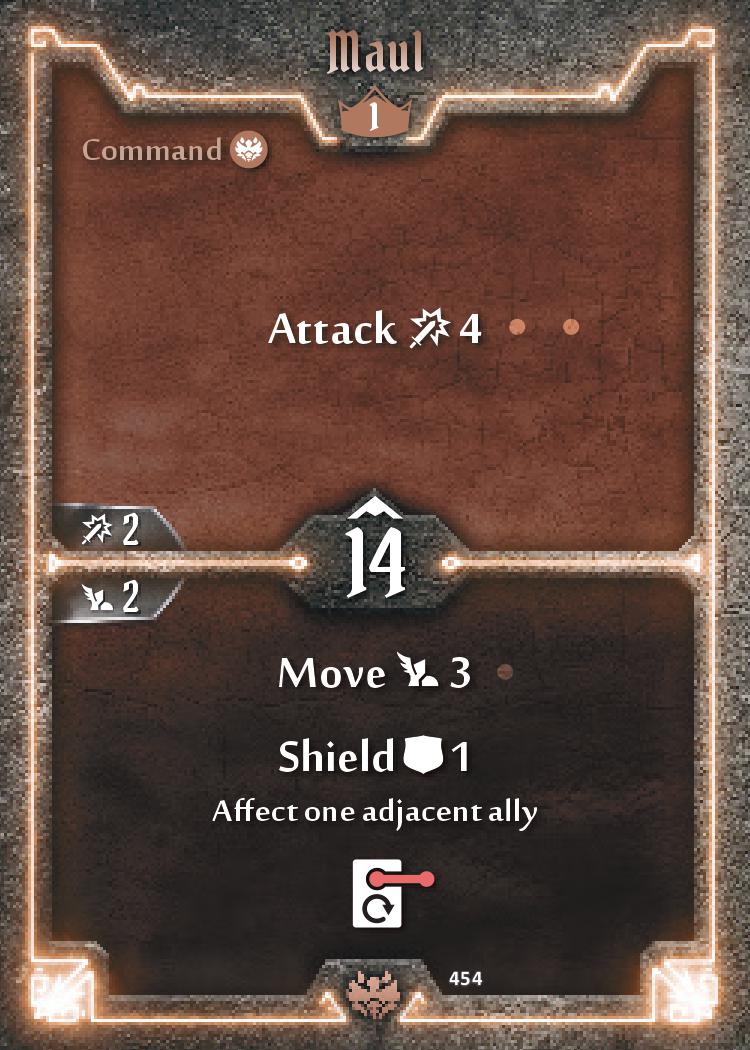 Maul
1
Command
Attack 4
2
14
2
Move 3
Shield 1
Affect one adjacent ally
454